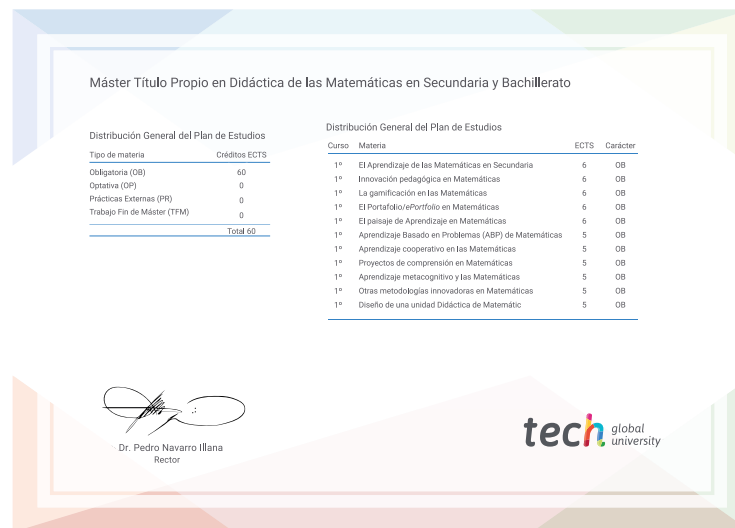 Máster Título Propio en Didáctica de las Matemáticas en Secundaria y Bachillerato
Distribución General del Plan de Estudios
Tipo de materia Créditos ECTS
Obligatoria (OB) 60
Optativa (OP) 0
Prácticas Externas (PR) 0
Trabajo Fin de Máster (TFM) 0
Total 60
Distribución General del Plan de Estudios
Curso Materia ECTS Carácter
1º El Aprendizaje de las Matemáticas en Secundaria 6 OB
1º Innovación pedagógica en Matemáticas 6 OB
1º La gamificación en las Matemáticas 6 OB
1º El Portafolio/ePortfolio en Matemáticas 6 OB
1º El paisaje de Aprendizaje en Matemáticas 6 OB
1º Aprendizaje Basado en Problemas (ABP) de Matemáticas 5 OB
1º Aprendizaje cooperativo en las Matemáticas 5 OB
1º Proyectos de comprensión en Matemáticas 5 OB
1º Aprendizaje metacognitivo y las Matemáticas 5 OB
1º Otras metodologías innovadoras en Matemáticas 5 OB
1º Diseño de una unidad Didáctica de Matemátic 5 OB
Dr. Pedro Navarro Illana
Rector
tech global
university